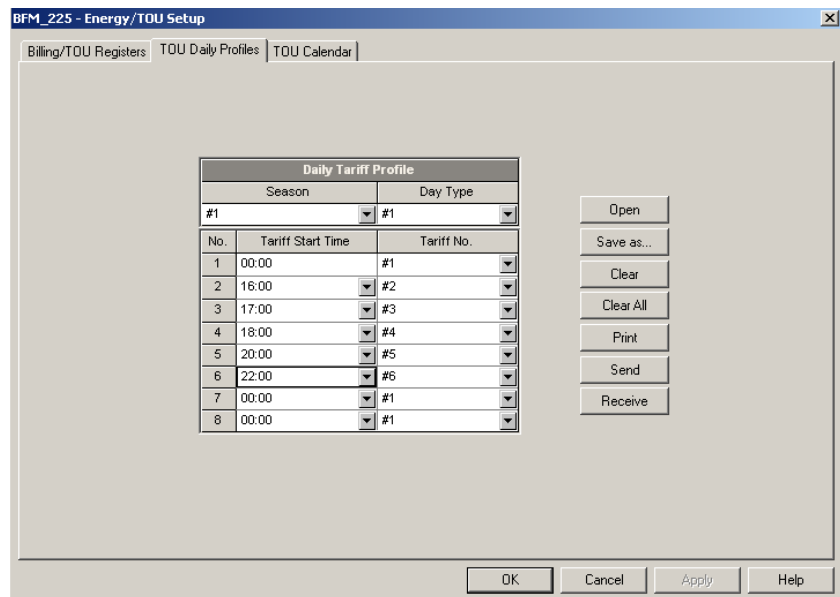 BFM_225 - Energy/TOU Setup
Billing/TOU Registers TOU Daily Profiles TOU Calendar
Daily Tariff Profile
Season Day Type
#1 #1
No. Tariff Start Time Tariff No.
1 00:00 #1
2 16:00 #2
3 17:00 #3
4 18:00 #4
5 20:00 #5
6 22:00 #6
7 00:00 #1
8 00:00 #1
Open
Save as...
Clear
Clear All
Print
Send
Receive
OK Cancel Apply Help